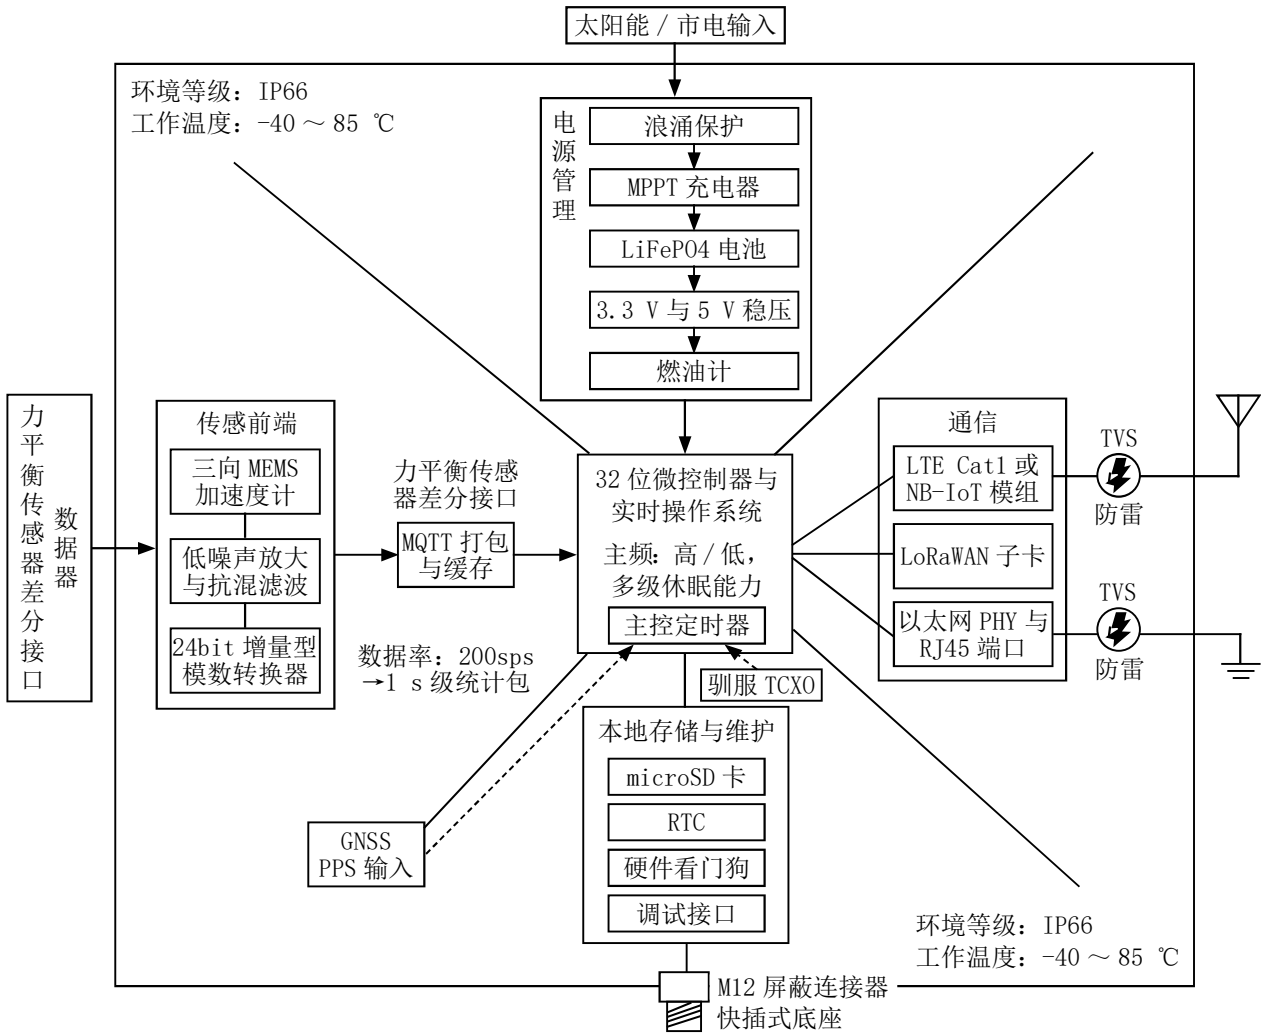 太阳能/市电输入
环境等级：IP66
工作温度：-40～85 ℃
电源管理
浪涌保护
MPPT 充电器
LiFePO4 电池
3.3 V 与 5 V 稳压
燃油计
力平衡传感器差分接口
数据器
传感前端
三向 MEMS
加速度计
低噪声放大
与抗混滤波
24bit 增量型
模数转换器
力平衡传感
器差分接口
MQTT 打包
与缓存
数据率：200sps
→1 s 级统计包
32 位微控制器与
实时操作系统
主频：高/低，
多级休眠能力
主控定时器
驯服 TCXO
通信
LTE Cat1 或
NB-IoT 模组
LoRaWAN 子卡
以太网 PHY 与
RJ45 端口
TVS
防雷
TVS
防雷
GNSS
PPS 输入
本地存储与维护
microSD 卡
RTC
硬件看门狗
调试接口
环境等级：IP66
工作温度：-40～85 ℃
M12 屏蔽连接器
快插式底座